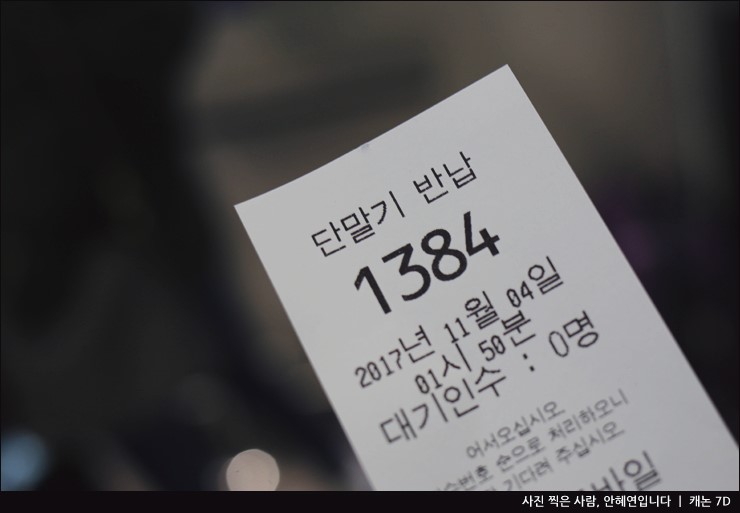 단말기 반납
1384
2017년 11월 04일
01시 50분
대기인수 : 0명
어서오십시오
순으로 처리하오니
기다려 주십시오
바일
사진 찍은 사람, 안혜연입니다 | 캐논 7D